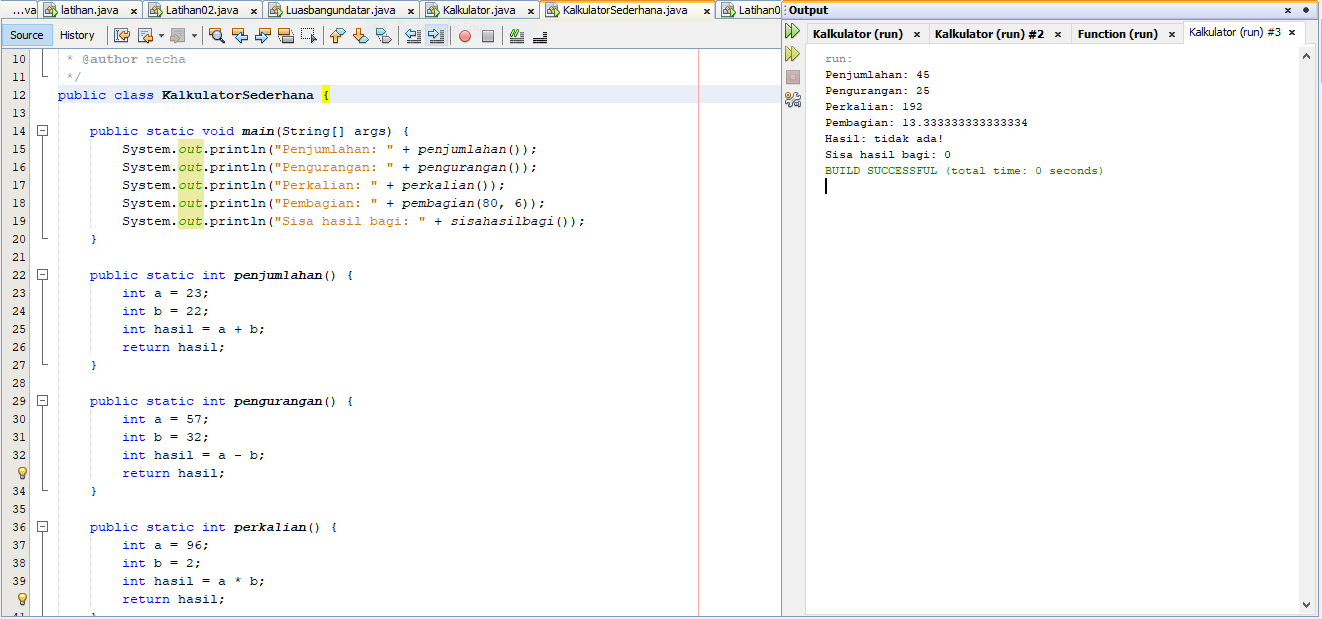 ...va latihan.java Latihan02.java Luasbangundatar.java Kalkulator.java KalkulatorSederhana.java Latihan0
Source History
10 * @author necha
11 */
12 public class KalkulatorSederhana {
13
14 public static void main(String[] args) {
15 System.out.println("Penjumlahan: " + penjumlahan());
16 System.out.println("Pengurangan: " + pengurangan());
17 System.out.println("Perkalian: " + perkalian());
18 System.out.println("Pembagian: " + pembagian(80, 6));
19 System.out.println("Sisa hasil bagi: " + sisahasilbagi());
20 }
21
22 public static int penjumlahan() {
23 int a = 23;
24 int b = 22;
25 int hasil = a + b;
26 return hasil;
27 }
28
29 public static int pengurangan() {
30 int a = 57;
31 int b = 32;
32 int hasil = a - b;
return hasil;
34 }
35
36 public static int perkalian() {
37 int a = 96;
38 int b = 2;
39 int hasil = a * b;
return hasil;
Output
Kalkulator (run) Kalkulator (run) #2 Function (run) Kalkulator (run) #3
run:
Penjumlahan: 45
Pengurangan: 25
Perkalian: 192
Pembagian: 13.333333333333334
Hasil: tidak ada!
Sisa hasil bagi: 0
BUILD SUCCESSFUL (total time: 0 seconds)